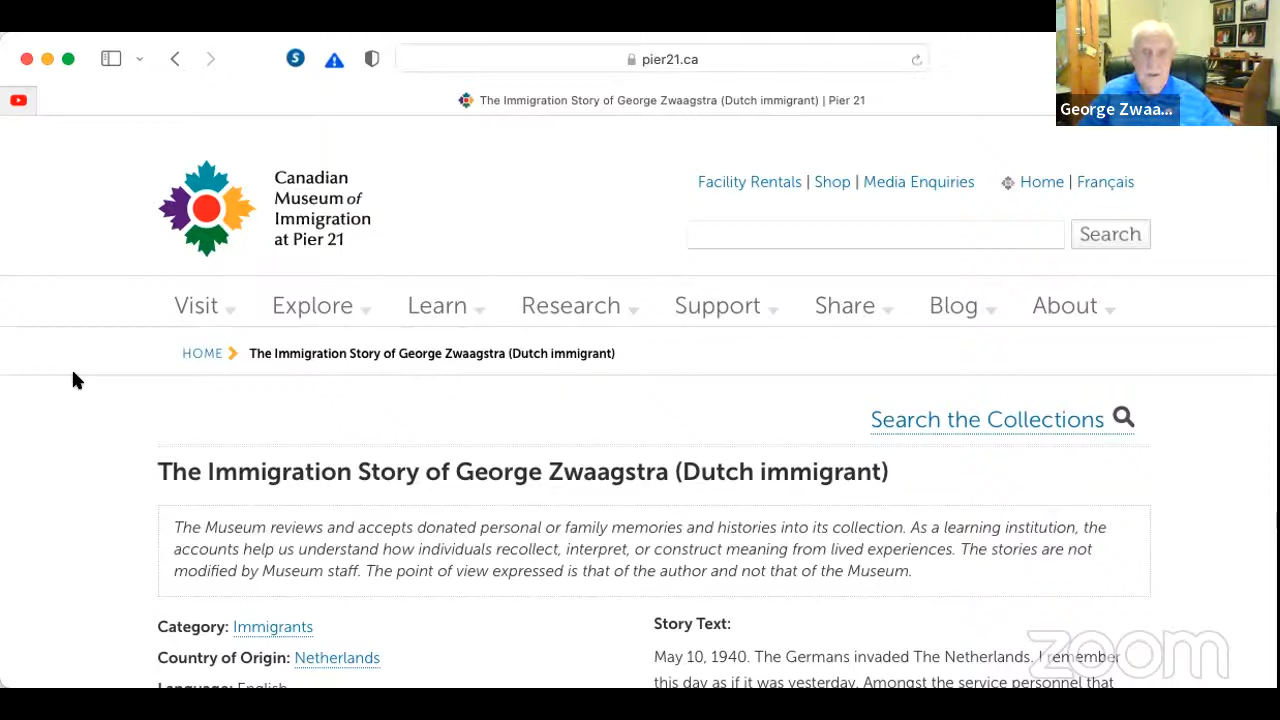 pier21.ca
The Immigration Story of George Zwaagstra (Dutch immigrant) | Pier 21
George Zwaa...
Canadian
Museum of
Immigration
at Pier 21
Facility Rentals | Shop | Media Enquiries Home | Français
Search
Visit Explore Learn Research Support Share Blog About
HOME The Immigration Story of George Zwaagstra (Dutch immigrant)
Search the Collections
The Immigration Story of George Zwaagstra (Dutch immigrant)
The Museum reviews and accepts donated personal or family memories and histories into its collection. As a learning institution, the
accounts help us understand how individuals recollect, interpret, or construct meaning from lived experiences. The stories are not
modified by Museum staff. The point of view expressed is that of the author and not that of the Museum.
Category: Immigrants
Country of Origin: Netherlands
Language: English
Story Text:
May 10, 1940. The Germans invaded The Netherlands. I remember
this day as if it was yesterday. Amongst the service personnel that
zoom